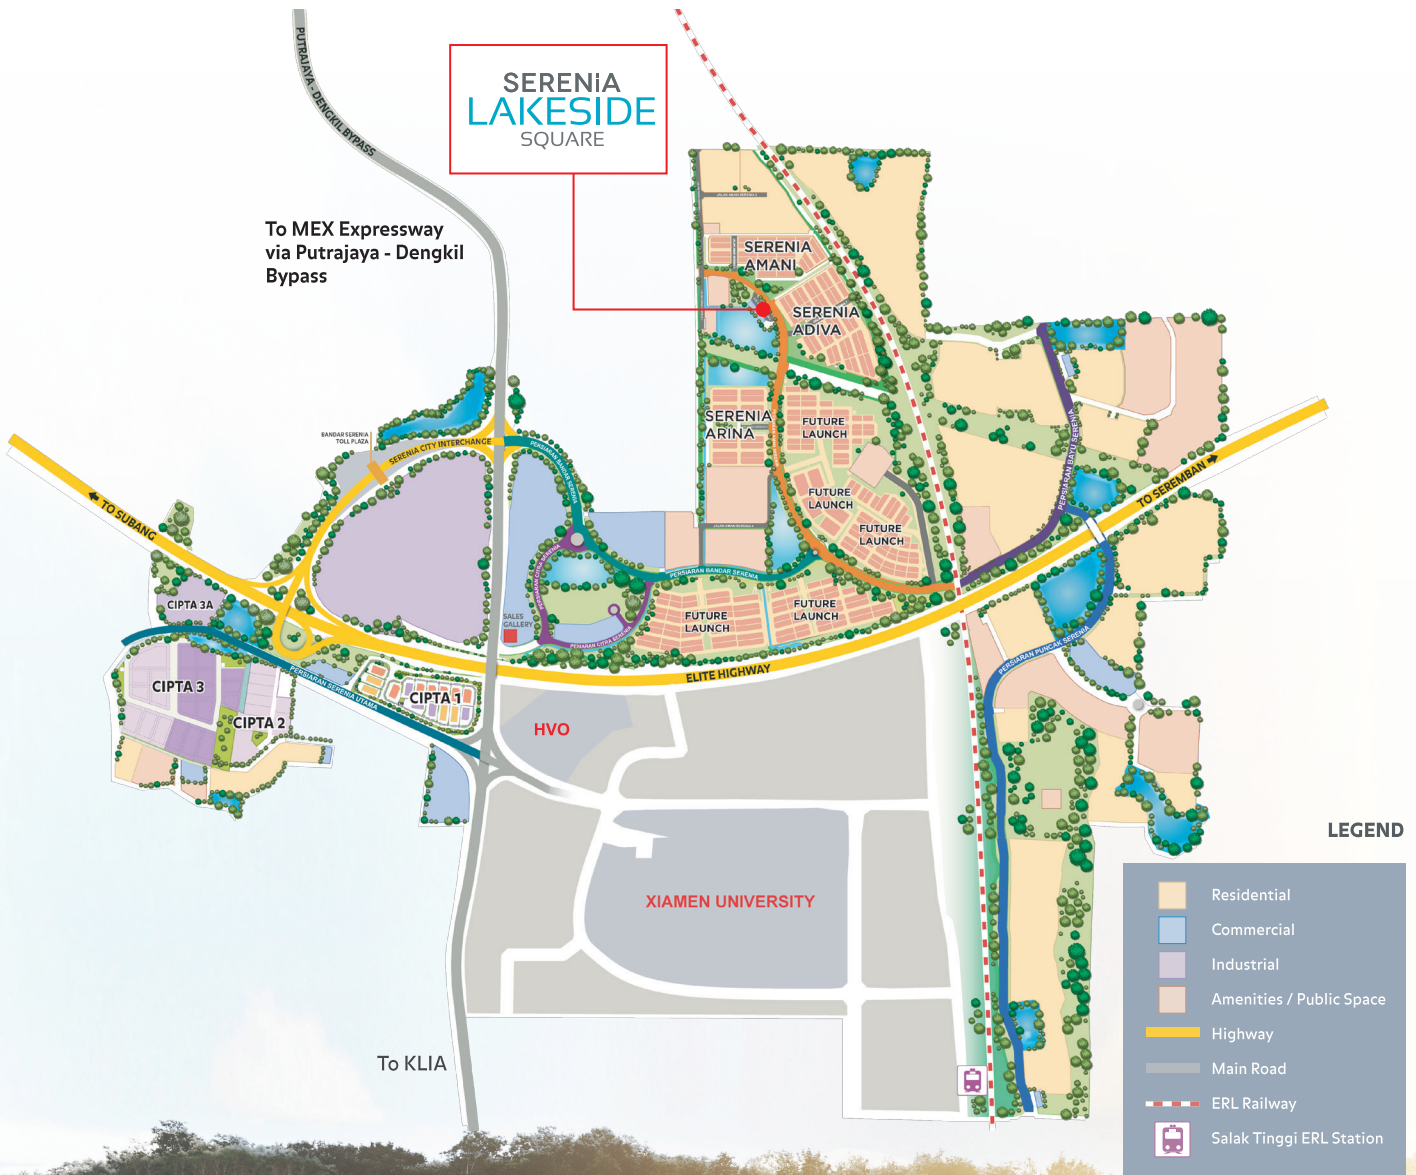 PUTRAJAYA - DENGKIL BYPASS
SERENiA
LAKESIDE
SQUARE
To MEX Expressway
via Putrajaya - Dengkil
Bypass
SERENIA
AMANI
SERENIA
ADIVA
SERENIA
ARINA
FUTURE
LAUNCH
FUTURE
LAUNCH
FUTURE
LAUNCH
BANDAR SERENIA
TOLL PLAZA
SERENIA CITY INTERCHANGE
PERSIARAN BANDAR SERENIA
PERSIARAN BAYU SERENIA
TO SUBANG
TO SEREMBAN
PERSIARAN CITRA SERENIA
PERSIARAN BANDAR SERENIA
CIPTA 3A
SALES
GALLERY
FUTURE
LAUNCH
FUTURE
LAUNCH
PERSIARAN PUNCAK SERENIA
ELITE HIGHWAY
CIPTA 3
CIPTA 2
CIPTA 1
PERSIARAN SERENIA UTAMA
HVO
XIAMEN UNIVERSITY
To KLIA
LEGEND
Residential
Commercial
Industrial
Amenities / Public Space
Highway
Main Road
ERL Railway
Salak Tinggi ERL Station